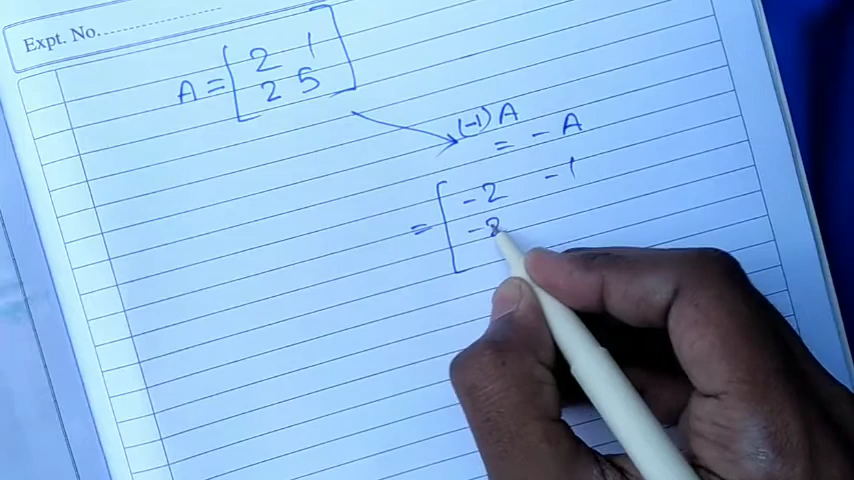 Expt. No.
A = [ 2 1
2 5 ]
(-1) A
= - A
= [ -2 -1
-2